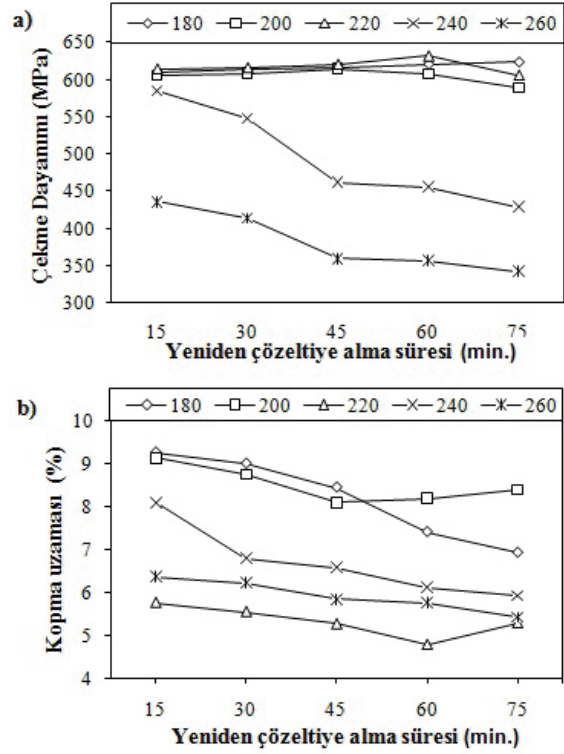 a)
180 200 220 240 260
Çekme Dayanımı (MPa)
650
600
550
500
450
400
350
300
15 30 45 60 75
Yeniden çözeltiye alma süresi (min.)
b)
180 200 220 240 260
Kopma uzaması (%)
10
9
8
7
6
5
4
15 30 45 60 75
Yeniden çözeltiye alma süresi (min.)